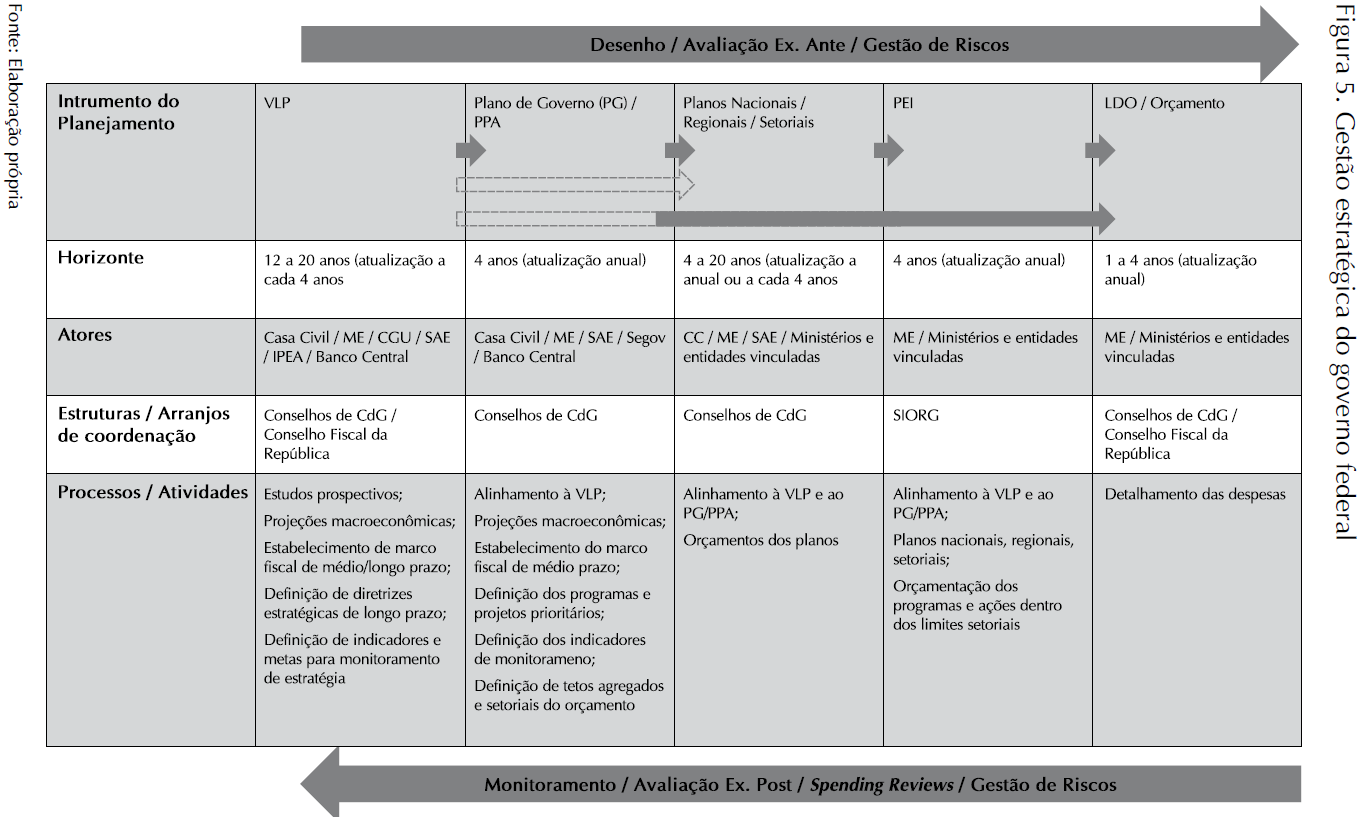 Figura 5. Gestão estratégica do governo federal
Desenho / Avaliação Ex. Ante / Gestão de Riscos
Intrumento do
Planejamento
VLP
Plano de Governo (PG) /
PPA
Planos Nacionais /
Regionais / Setoriais
PEI
LDO / Orçamento
Horizonte
12 a 20 anos (atualização a
cada 4 anos
4 anos (atualização anual)
4 a 20 anos (atualização a
anual ou a cada 4 anos
4 anos (atualização anual)
1 a 4 anos (atualização
anual)
Atores
Casa Civil / ME / CGU / SAE
/ IPEA / Banco Central
Casa Civil / ME / SAE / Segov
/ Banco Central
CC / ME / SAE / Ministérios e
entidades vinculadas
ME / Ministérios e entidades
vinculadas
ME / Ministérios e entidades
vinculadas
Estruturas / Arranjos
de coordenação
Conselhos de CdG /
Conselho Fiscal da
República
Conselhos de CdG
Conselhos de CdG
SIORG
Conselhos de CdG /
Conselho Fiscal da
República
Processos / Atividades
Estudos prospectivos;
Projeções macroeconômicas;
Estabelecimento de marco
fiscal de médio/longo prazo;
Definição de diretrizes
estratégicas de longo prazo;
Definição de indicadores e
metas para monitoramento
de estratégia
Alinhamento à VLP;
Projeções macroeconômicas;
Estabelecimento do marco
fiscal de médio prazo;
Definição dos programas e
projetos prioritários;
Definição dos indicadores
de monitorameno;
Definição de tetos agregados
e setoriais do orçamento
Alinhamento à VLP e ao
PG/PPA;
Orçamentos dos planos
Alinhamento à VLP e ao
PG/PPA;
Planos nacionais, regionais,
setoriais;
Orçamentação dos
programas e ações dentro
dos limites setoriais
Detalhamento das despesas
Monitoramento / Avaliação Ex. Post / Spending Reviews / Gestão de Riscos
Fonte: Elaboração própria